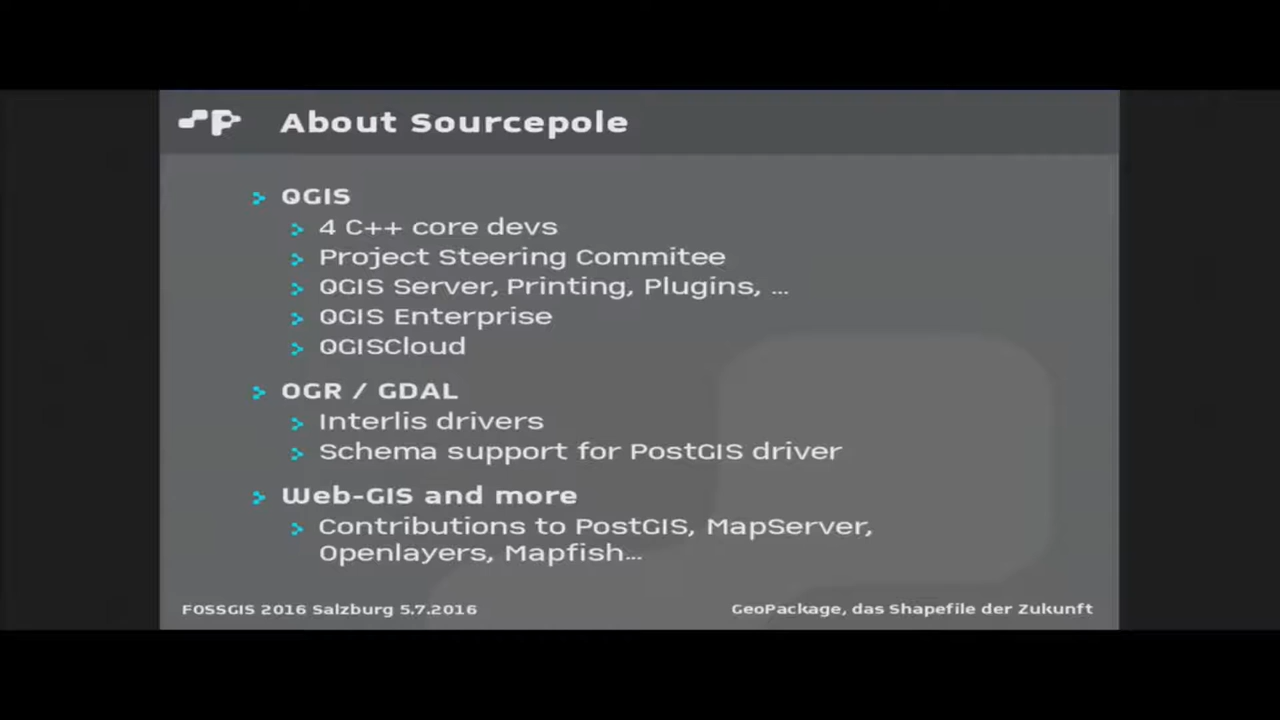 About Sourcepole
QGIS
4 C++ core devs
Project Steering Commitee
QGIS Server, Printing, Plugins, ...
QGIS Enterprise
QGISCloud
OGR / GDAL
Interlis drivers
Schema support for PostGIS driver
Web-GIS and more
Contributions to PostGIS, MapServer,
Openlayers, Mapfish...
FOSSGIS 2016 Salzburg 5.7.2016
GeoPackage, das Shapefile der Zukunft